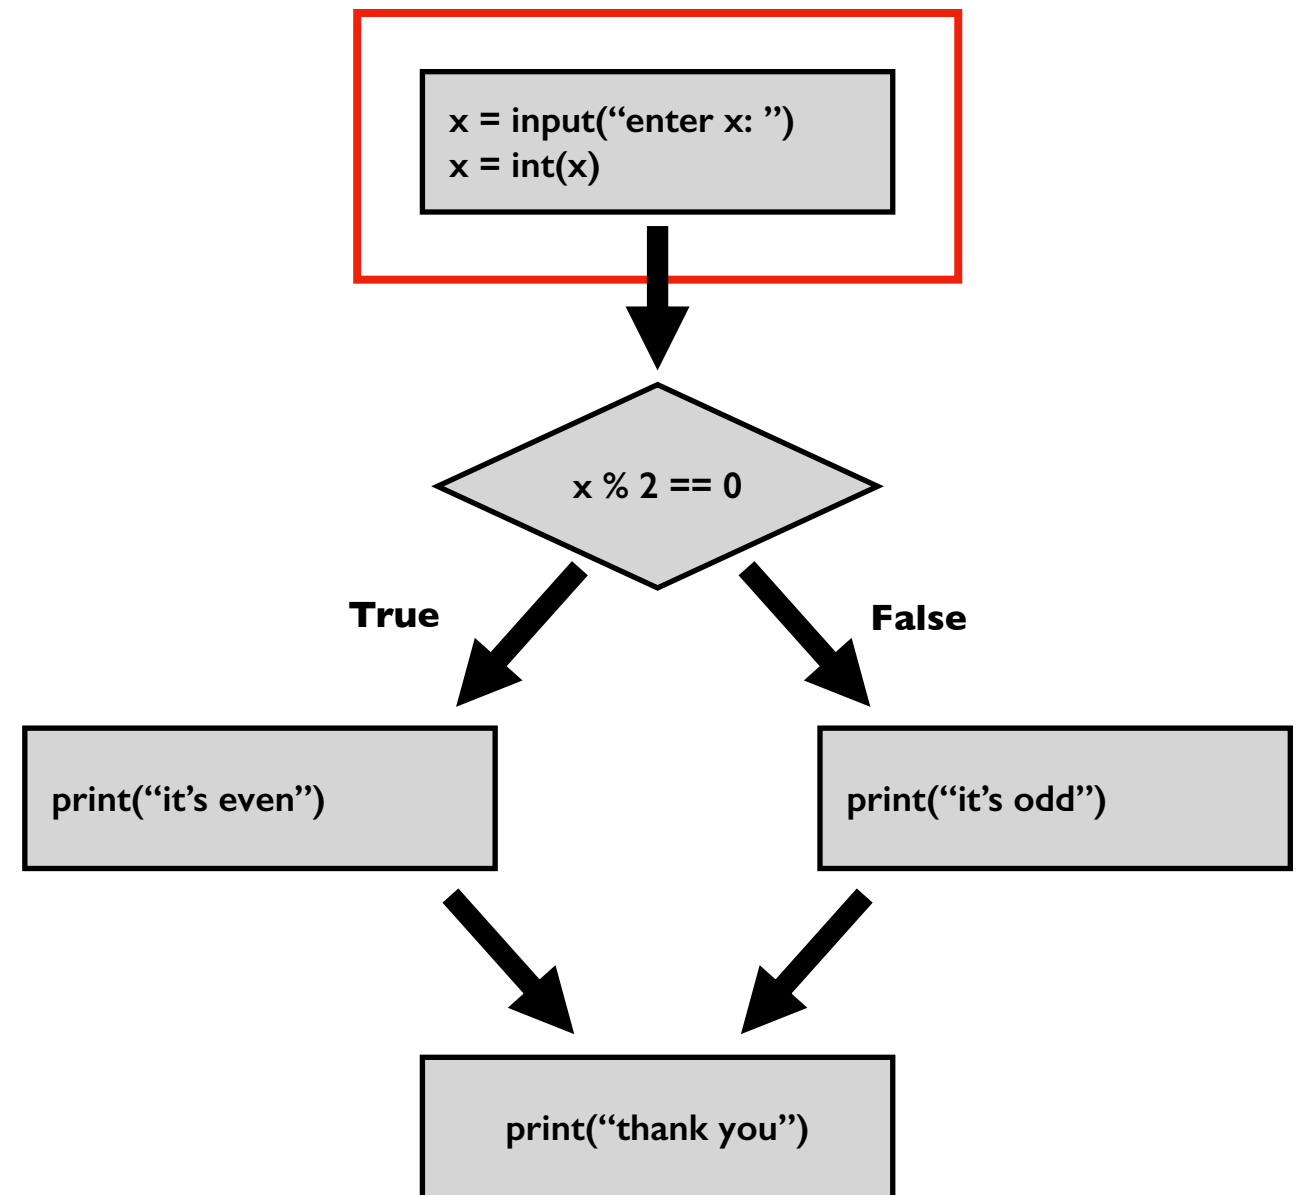 x = input(“enter x: ”)
x = int(x)
x % 2 == 0
True
False
print(“it’s even”)
print(“it’s odd”)
print(“thank you”)